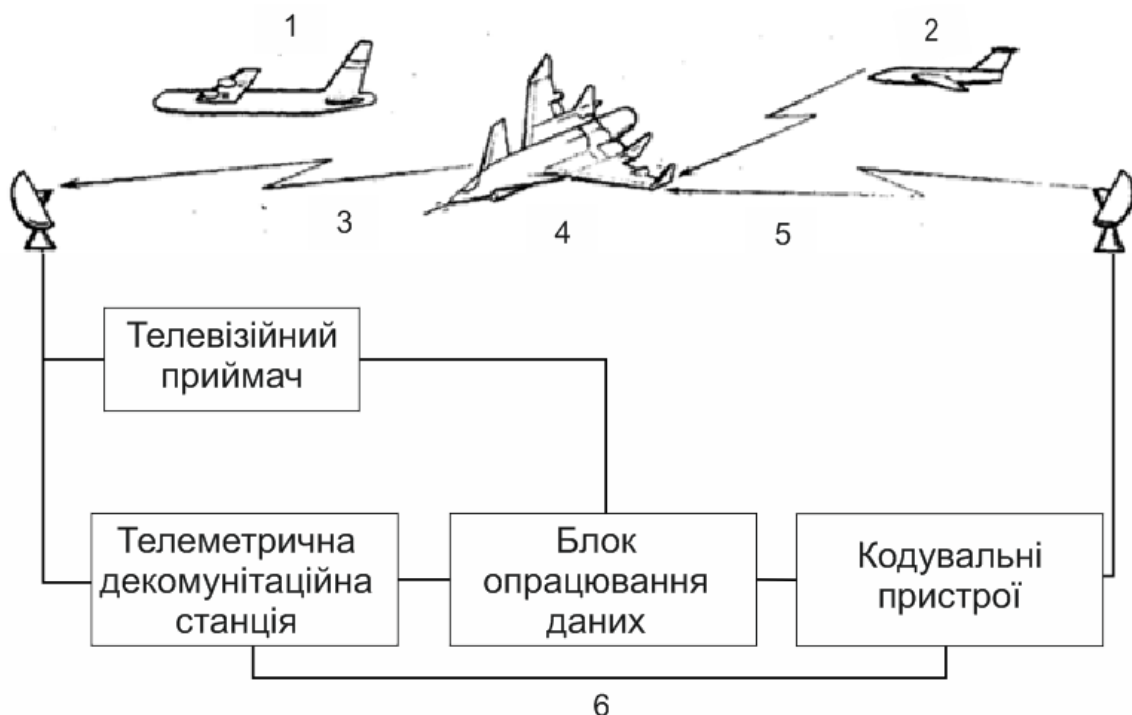 1
2
3
4
5
Телевізійний
приймач
Телеметрична
декомунітаційна
станція
Блок
опрацювання
даних
Кодувальні
пристрої
6